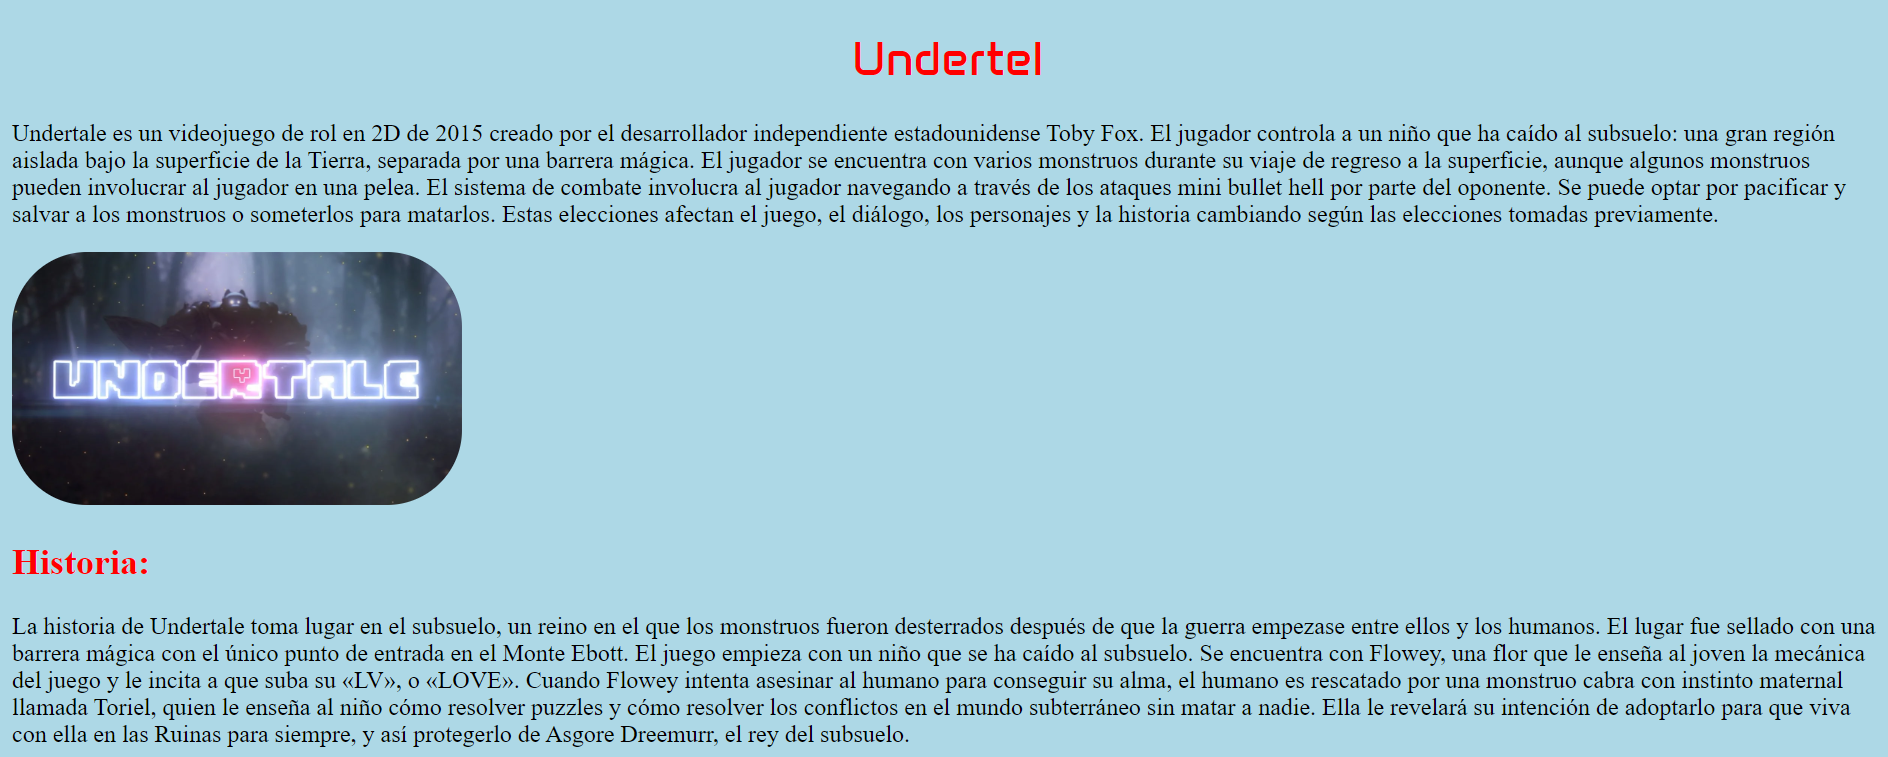 Undertel
Undertale es un videojuego de rol en 2D de 2015 creado por el desarrollador independiente estadounidense Toby Fox. El jugador controla a un niño que ha caído al subsuelo: una gran región
aislada bajo la superficie de la Tierra, separada por una barrera mágica. El jugador se encuentra con varios monstruos durante su viaje de regreso a la superficie, aunque algunos monstruos
pueden involucrar al jugador en una pelea. El sistema de combate involucra al jugador navegando a través de los ataques mini bullet hell por parte del oponente. Se puede optar por pacificar y
salvar a los monstruos o someterlos para matarlos. Estas elecciones afectan el juego, el diálogo, los personajes y la historia cambiando según las elecciones tomadas previamente.
UNDERTALE
Historia:
La historia de Undertale toma lugar en el subsuelo, un reino en el que los monstruos fueron desterrados después de que la guerra empezase entre ellos y los humanos. El lugar fue sellado con una
barrera mágica con el único punto de entrada en el Monte Ebott. El juego empieza con un niño que se ha caído al subsuelo. Se encuentra con Flowey, una flor que le enseña al joven la mecánica
del juego y le incita a que suba su «LV», o «LOVE». Cuando Flowey intenta asesinar al humano para conseguir su alma, el humano es rescatado por una monstruo cabra con instinto maternal
llamada Toriel, quien le enseña al niño cómo resolver puzzles y cómo resolver los conflictos en el mundo subterráneo sin matar a nadie. Ella le revelará su intención de adoptarlo para que viva
con ella en las Ruinas para siempre, y así protegerlo de Asgore Dreemurr, el rey del subsuelo.